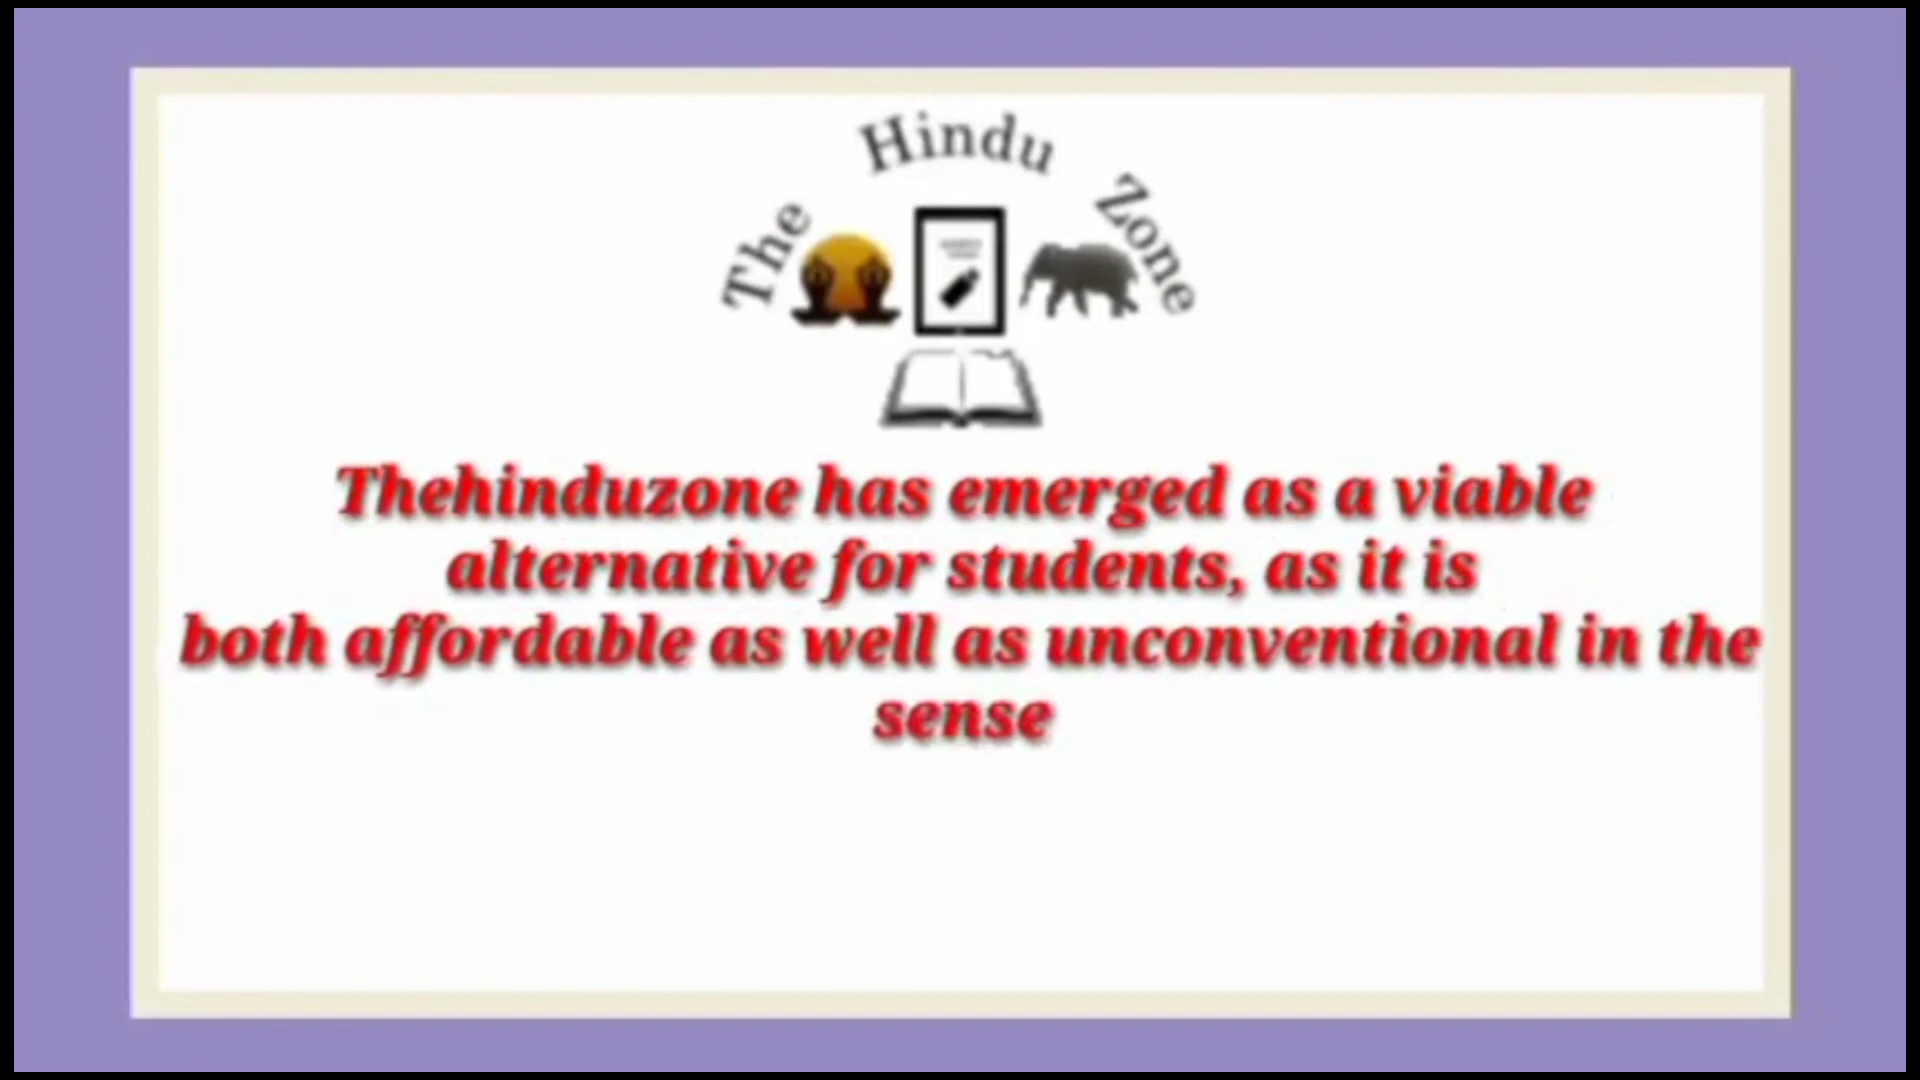 The Hindu Zone
Thehinduzone has emerged as a viable
alternative for students, as it is
both affordable as well as unconventional in the
sense